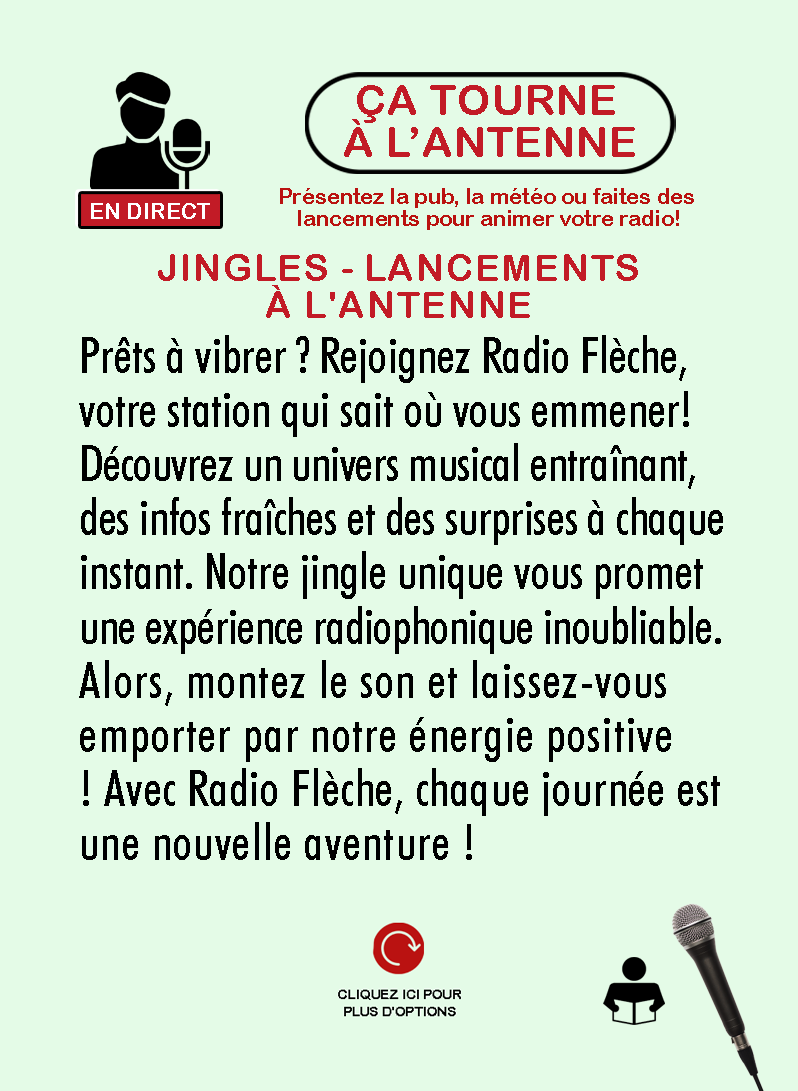 ÇA TOURNE
À L’ANTENNE
EN DIRECT
Présentez la pub, la météo ou faites des
lancements pour animer votre radio!
JINGLES - LANCEMENTS
À L'ANTENNE
Prêts à vibrer ? Rejoignez Radio Flèche,
votre station qui sait où vous emmener!
Découvrez un univers musical entraînant,
des infos fraîches et des surprises à chaque
instant. Notre jingle unique vous promet
une expérience radiophonique inoubliable.
Alors, montez le son et laissez-vous
emporter par notre énergie positive
! Avec Radio Flèche, chaque journée est
une nouvelle aventure !
CLIQUEZ ICI POUR
PLUS D'OPTIONS